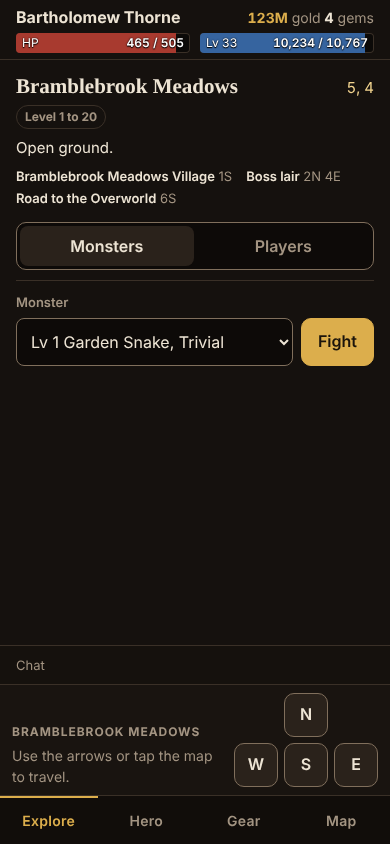 Bartholomew Thorne 123M gold 4 gems
HP 465 / 505 Lv 33 10,234 / 10,767
Bramblebrook Meadows 5, 4
Level 1 to 20
Open ground.
Bramblebrook Meadows Village 1S Boss lair 2N 4E
Road to the Overworld 6S
Monsters Players
Monster
Lv 1 Garden Snake, Trivial Fight
Chat
N
BRAMBLEBROOK MEADOWS
Use the arrows or tap the map
to travel.
W S E
Explore Hero Gear Map